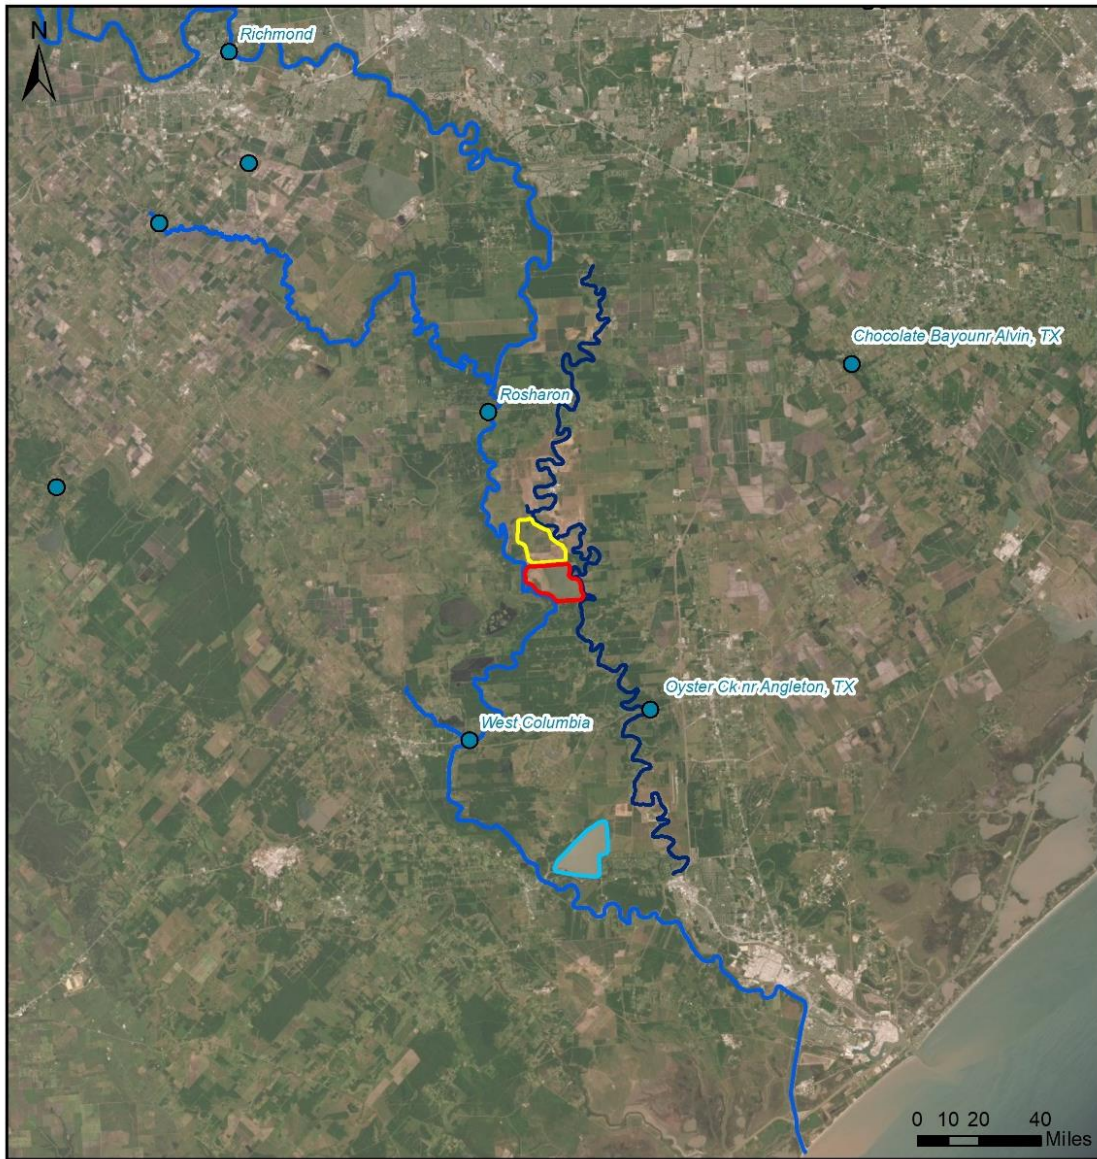 N
Richmond
Chocolate Bayounr Alvin, TX
Rosharon
Oyster Ck nr Angleton, TX
West Columbia
0 10 20 40
Miles